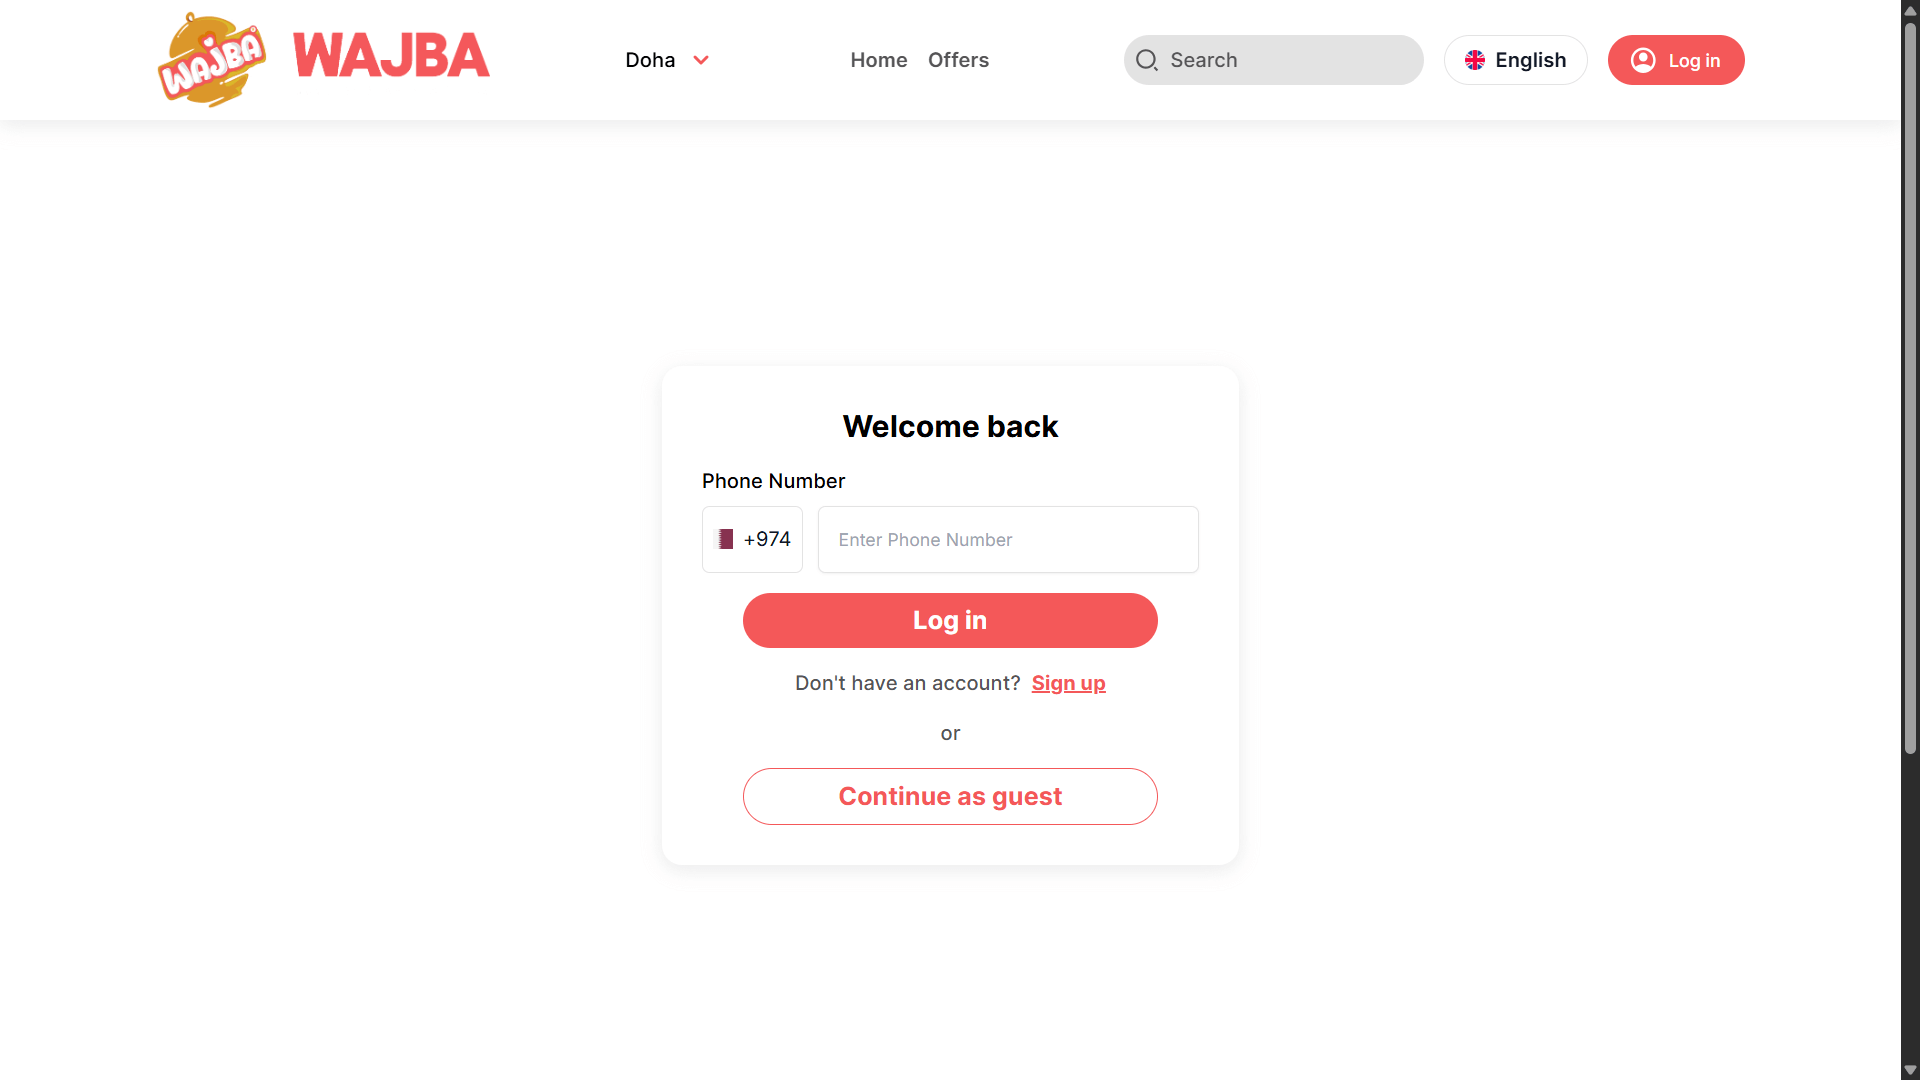 WAJBA
WAJBA
Doha
Home
Offers
Search
English
Log in
Welcome back
Phone Number
+974
Enter Phone Number
Log in
Don't have an account? Sign up
or
Continue as guest